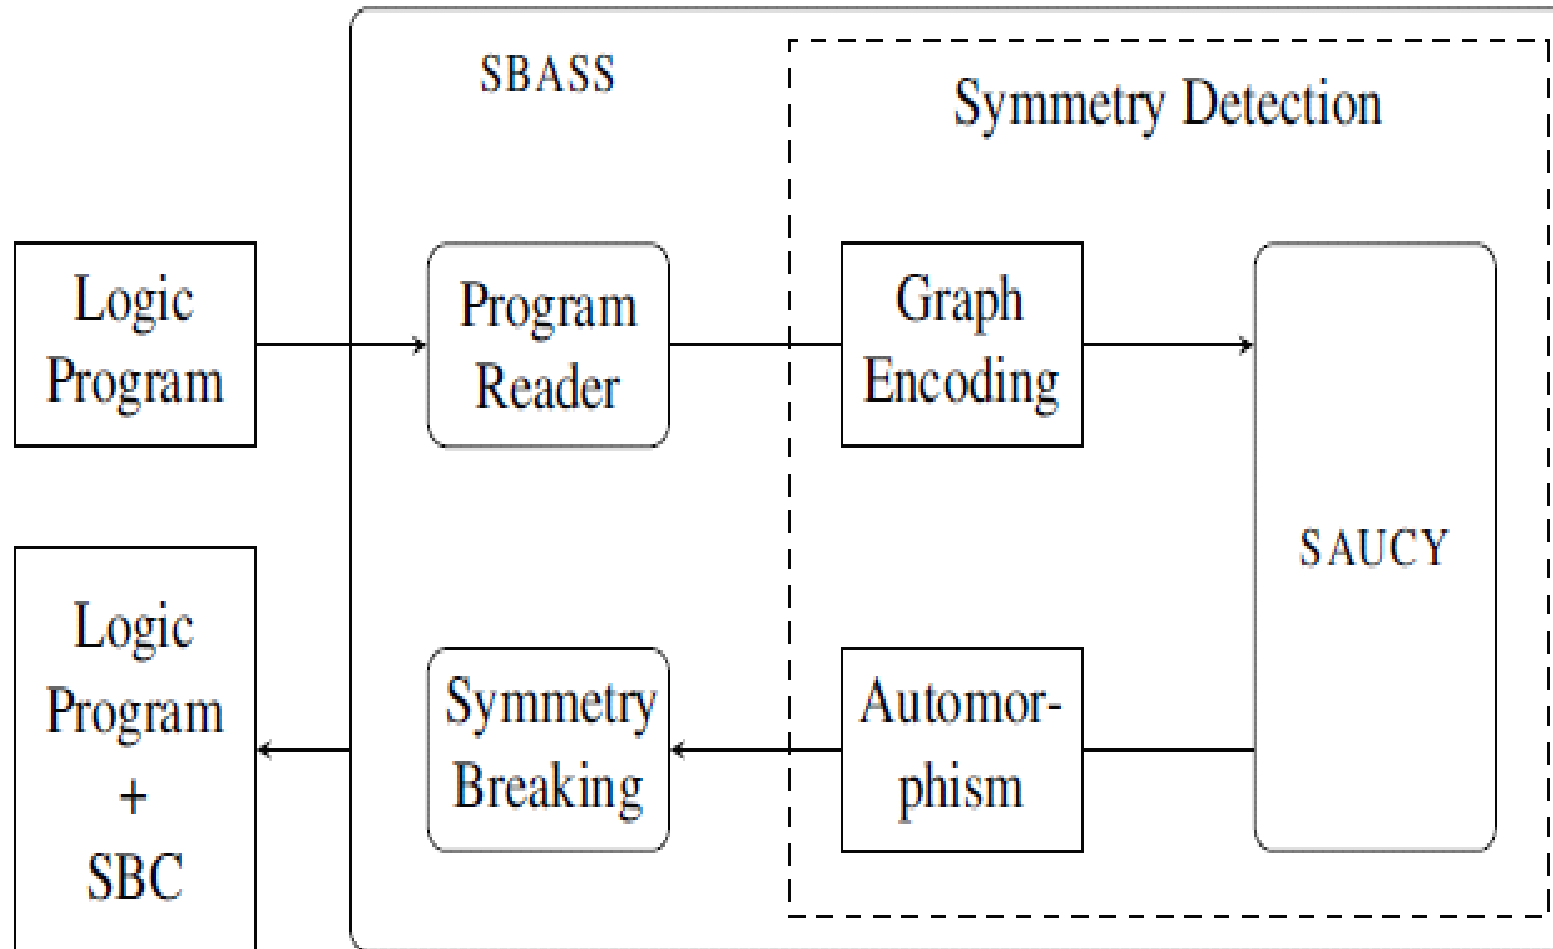 SBASS
Symmetry Detection
Logic
Program
Program
Reader
Graph
Encoding
SAUCY
Logic
Program
+
SBC
Symmetry
Breaking
Automor-
phism